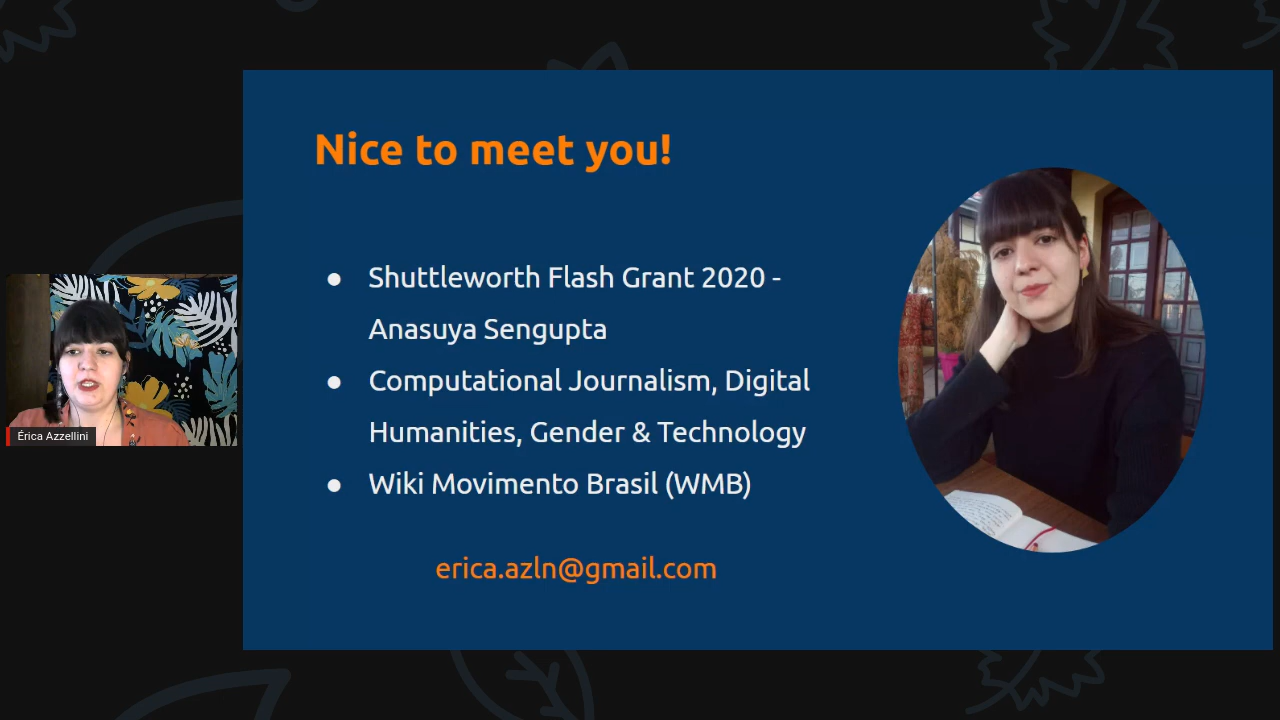 Nice to meet you!
Shuttleworth Flash Grant 2020 -
Anasuya Sengupta
Computational Journalism, Digital
Humanities, Gender & Technology
Wiki Movimento Brasil (WMB)
erica.azln@gmail.com
Érica Azzellini